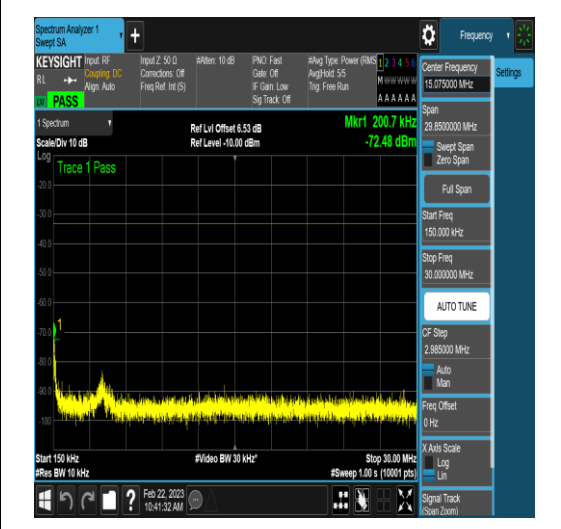 Spectrum Analyzer 1
Swept SA
Frequency
KEYSIGHT
RL
PASS
Input: RF
Coupling: DC
Align: Auto
Input Z: 50 Ω
Corrections: Off
Freq Ref: Int (S)
#Atten: 10 dB
PNO: Fast
Gate: Off
IF Gain: Low
Sig Track: Off
#Avg Type: Power (RMS
Avg|Hold: 5/5
Trig: Free Run
1 2 3 4 5 6
M W W W W W
A A A A A A
Center Frequency
15.075000 MHz
Settings
Span
29.8500000 MHz
Swept Span
Zero Span
Full Span
Start Freq
150.000 kHz
Stop Freq
30.000000 MHz
AUTO TUNE
CF Step
2.985000 MHz
Auto
Man
Freq Offset
0 Hz
X Axis Scale
Log
Lin
Signal Track
(Span Zoom)
1 Spectrum
Scale/Div 10 dB
Ref Lvl Offset 6.53 dB
Ref Level -10.00 dBm
Mkr1 200.7 kHz
-72.48 dBm
Log
Trace 1 Pass
-20.0
-30.0
-40.0
-50.0
-60.0
-70.0
-80.0
-90.0
-100
1
Start 150 kHz
#Res BW 10 kHz
#Video BW 30 kHz*
Stop 30.00 MHz
#Sweep 1.00 s (10001 pts)
?
Feb 22, 2023
10:41:32 AM